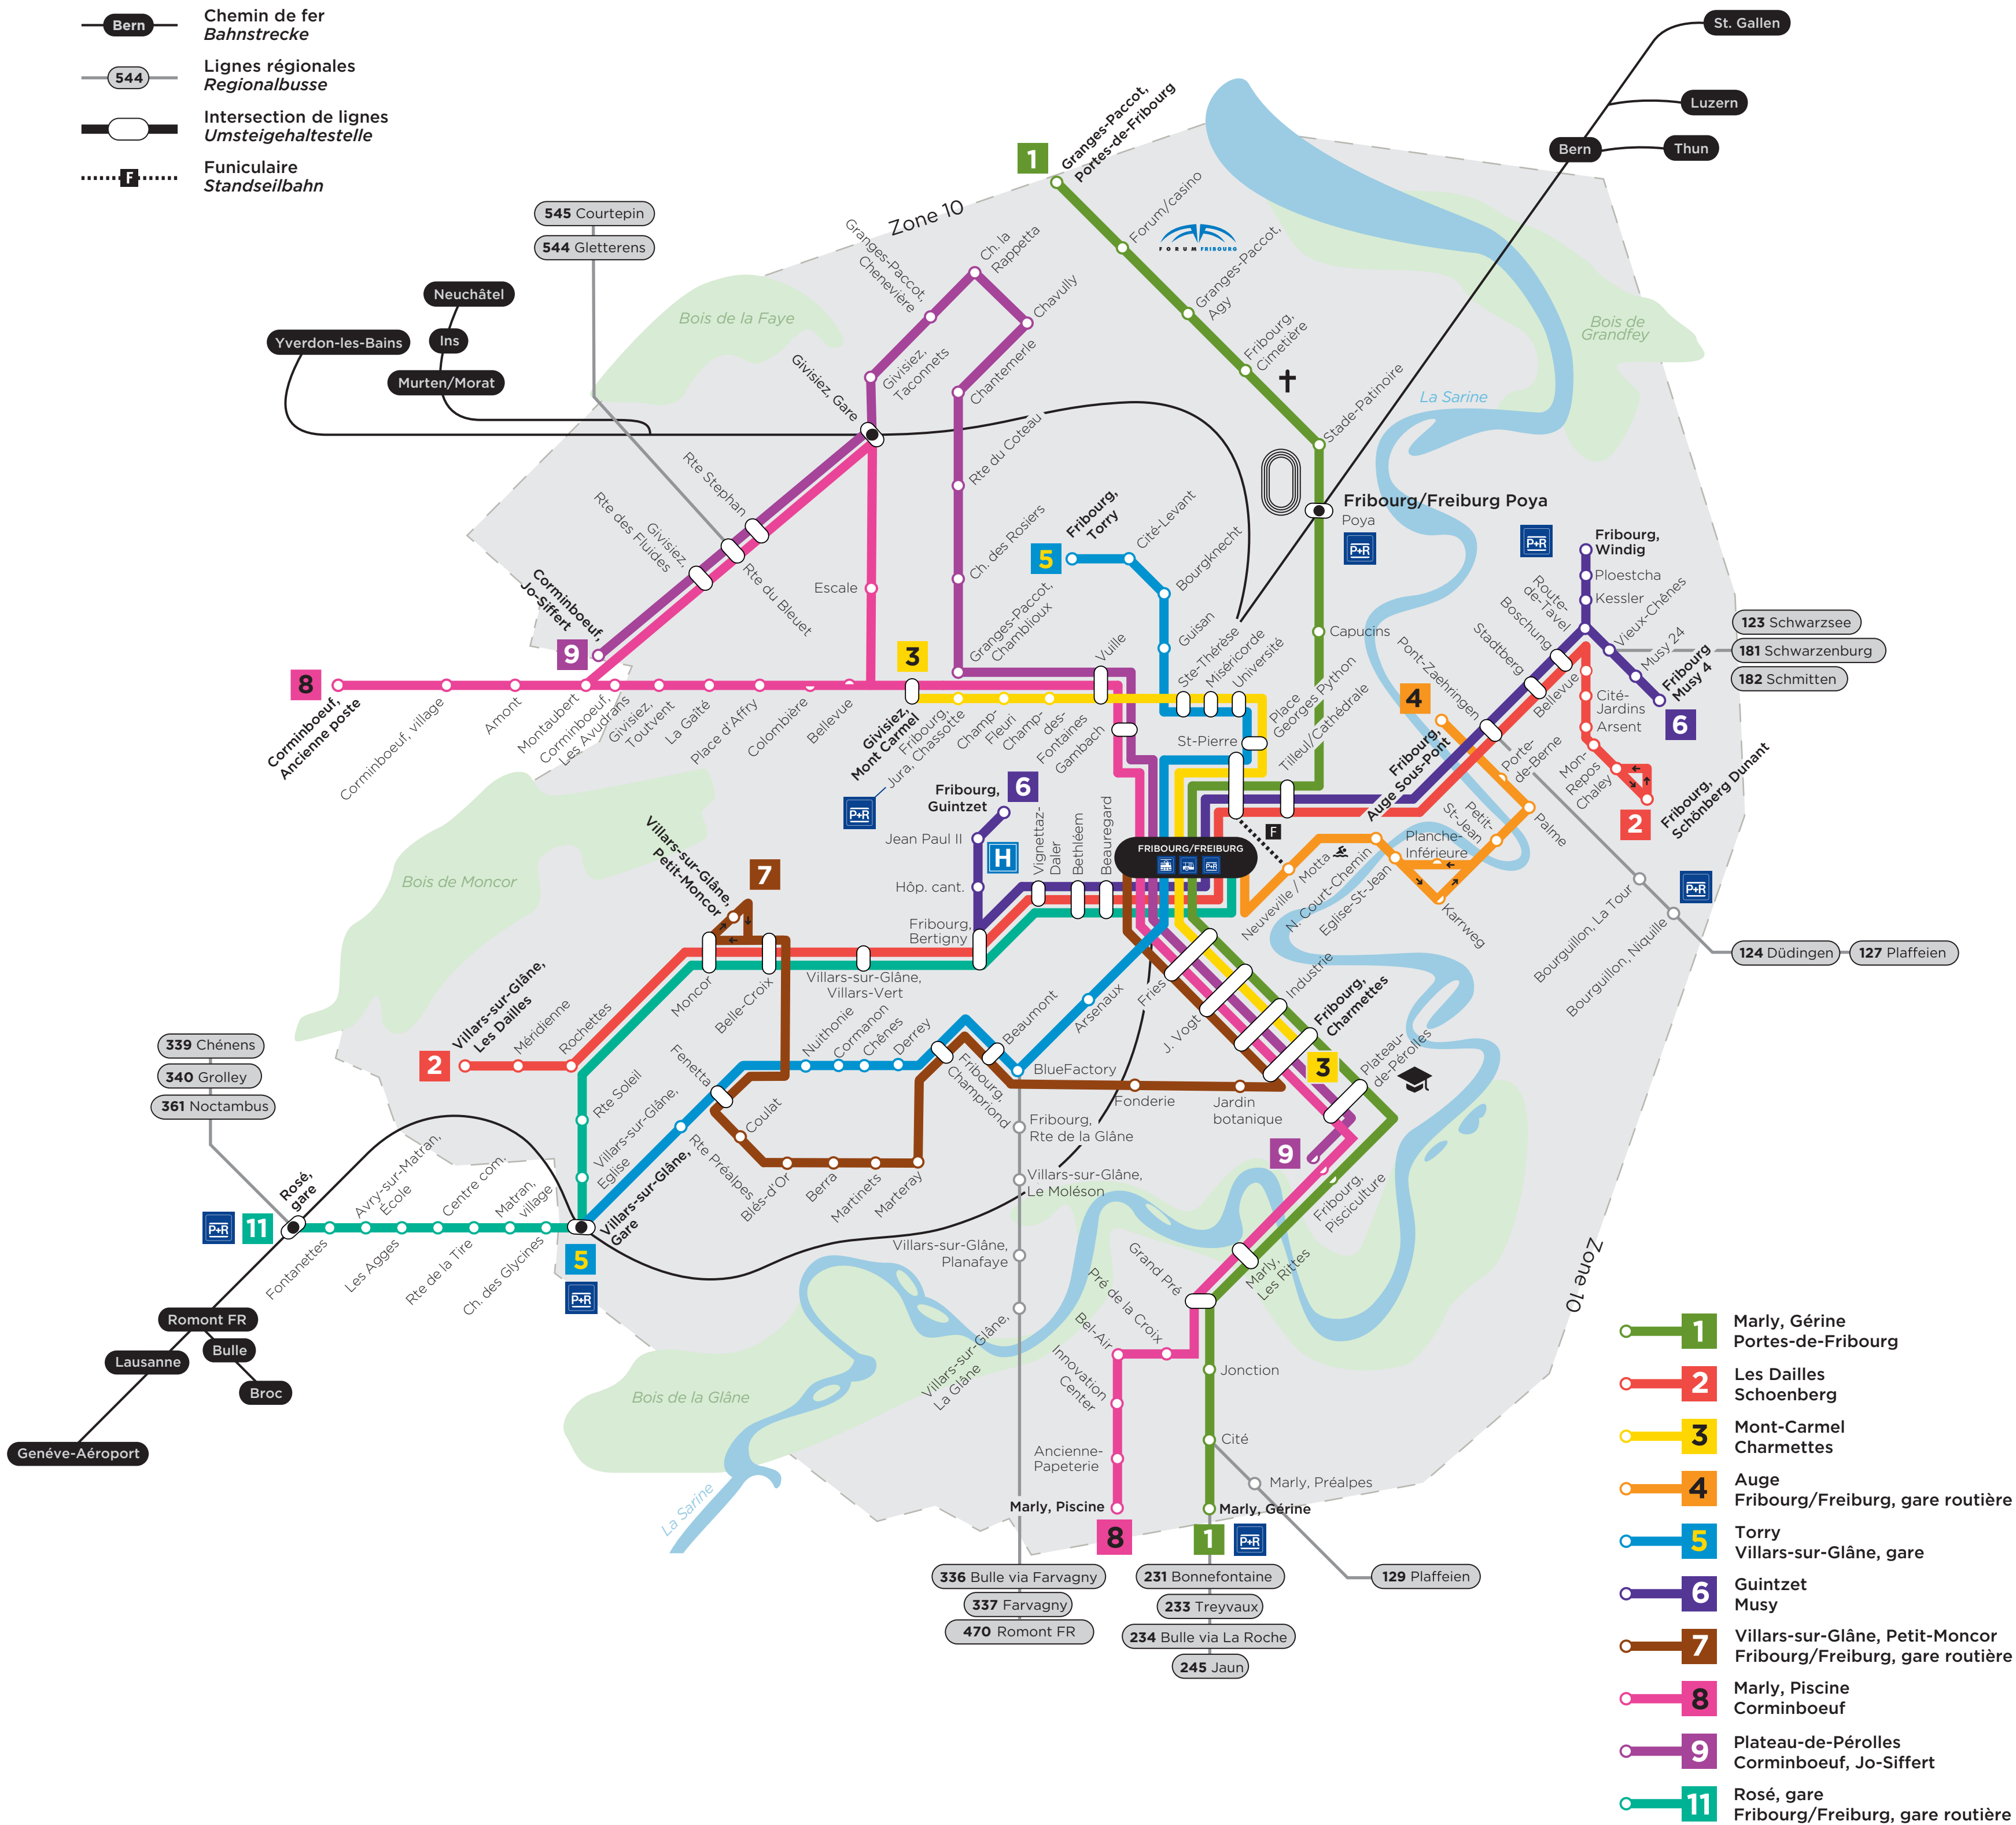 Bern
Chemin de fer
Bahnstrecke
544
Lignes régionales
Regionalbusse
Intersection de lignes
Umsteigehaltestelle
F
Funiculaire
Standseilbahn
St. Gallen
Luzern
Bern
Thun
545 Courtepin
544 Gletterens
Neuchâtel
Yverdon-les-Bains
Ins
Murten/Morat
Zone 10
1
Granges-Paccot,
Portes-de-Fribourg
Forum/casino
FORUM FRIBOURG
Granges-Paccot,
Agy
Fribourg,
Cimetière
Stade-Patinoire
Fribourg/Freiburg Poya
Poya
P+R
Capucins
Bois de la Faye
Bois de
Grandfey
La Sarine
Granges-Paccot,
Chenevière
Ch. la
Rappetta
Chavully
Givisiez,
Taconnets
Chantemerle
Givisiez, Gare
Rte du Coteau
Rte Stephan
Rte des Fluides
Givisiez,
Rte du Bleuet
Ch. des Rosiers
Granges-Paccot,
Chamblioux
Corminboeuf,
Jo-Siffert
9
Escale
5
Fribourg,
Torry
Cité-Levant
Bourgknecht
Guisan
Ste-Thérèse
Miséricorde
Université
Place
Georges Python
St-Pierre
Tilleul/Cathédrale
8
Corminboeuf,
Ancienne poste
Corminboeuf, village
Amont
Montaubert
Corminboeuf,
Les Avudrans
Givisiez,
Toutvent
La Gaîté
Place d'Affry
Colombière
Bellevue
3
Givisiez,
Mont Carmel
Fribourg,
Jura, Chassotte
Champ-
Fleuri
Champ-
des-
Fontaines
Vuille
Gambach
P+R
P+R
Fribourg,
Windig
Ploestcha
Kessler
Route-
de-Tavel
Boschung
Stadtberg
Vieux-Chênes
Musy 24
Fribourg
Musy 4
6
123 Schwarzsee
181 Schwarzenburg
182 Schmitten
Bellevue
Cité-
Jardins
Arsent
Mon-
Repos
Chaley
2
Fribourg,
Schönberg Dunant
4
Pont-Zaehringen
Fribourg,
Auge Sous-Pont
Porte-
de-Berne
Palme
Petit-
St-Jean
Planche-
Inférieure
Karrweg
Eglise-St-Jean
N. Court-Chemin
Neuveville / Motta
F
FRIBOURG/FREIBURG
P+R
Bourguillon, La Tour
Bourguillon, Niquille
P+R
124 Düdingen
127 Plaffeien
Fribourg,
Guintzet
6
Jean Paul II
H
Hôp. cant.
Fribourg,
Bertigny
Vignettaz-
Daler
Bethléem
Beauregard
Bois de Moncor
Villars-sur-Glâne,
Petit-Moncor
7
Moncor
Belle-Croix
Villars-sur-Glâne,
Villars-Vert
2
Villars-sur-Glâne,
Les Dailles
Méridienne
Rochettes
Rte Soleil
Villars-sur-Glâne,
Eglise
Fenetta
Coulat
Rte Préalpes
Blés-d'Or
Berra
Martinets
Marteray
Nuithonie
Cormanon
Chênes
Derrey
Fribourg,
Champriond
Beaumont
BlueFactory
Arsenaux
Fonderie
Jardin
botanique
Fries
J. Vogt
Industrie
Fribourg,
Charmettes
3
Plateau-
de-Pérolles
9
Fribourg,
Pisciculture
Fribourg,
Rte de la Glâne
Villars-sur-Glâne,
Le Moléson
Villars-sur-Glâne,
Planafaye
Villars-sur-Glâne,
La Glâne
339 Chénens
340 Grolley
361 Noctambus
Rosé,
gare
P+R
11
Fontanettes
Avry-sur-Matran,
École
Les Agges
Centre com.
Rte de la Tire
Matran,
village
Ch. des Glycines
Villars-sur-Glâne,
Gare
5
P+R
Romont FR
Bulle
Lausanne
Broc
Genéve-Aéroport
Bois de la Glâne
La Sarine
Marly,
Les Rittes
Grand Pré
Pré de la Croix
Bel-Air
Innovation
Center
Ancienne-
Papeterie
Marly, Piscine
8
Jonction
Cité
Marly, Préalpes
Marly, Gérine
1
P+R
336 Bulle via Farvagny
337 Farvagny
470 Romont FR
231 Bonnefontaine
233 Treyvaux
234 Bulle via La Roche
245 Jaun
129 Plaffeien
Zone 10
1
Marly, Gérine
Portes-de-Fribourg
2
Les Dailles
Schoenberg
3
Mont-Carmel
Charmettes
4
Auge
Fribourg/Freiburg, gare routière
5
Torry
Villars-sur-Glâne, gare
6
Guintzet
Musy
7
Villars-sur-Glâne, Petit-Moncor
Fribourg/Freiburg, gare routière
8
Marly, Piscine
Corminboeuf
9
Plateau-de-Pérolles
Corminboeuf, Jo-Siffert
11
Rosé, gare
Fribourg/Freiburg, gare routière